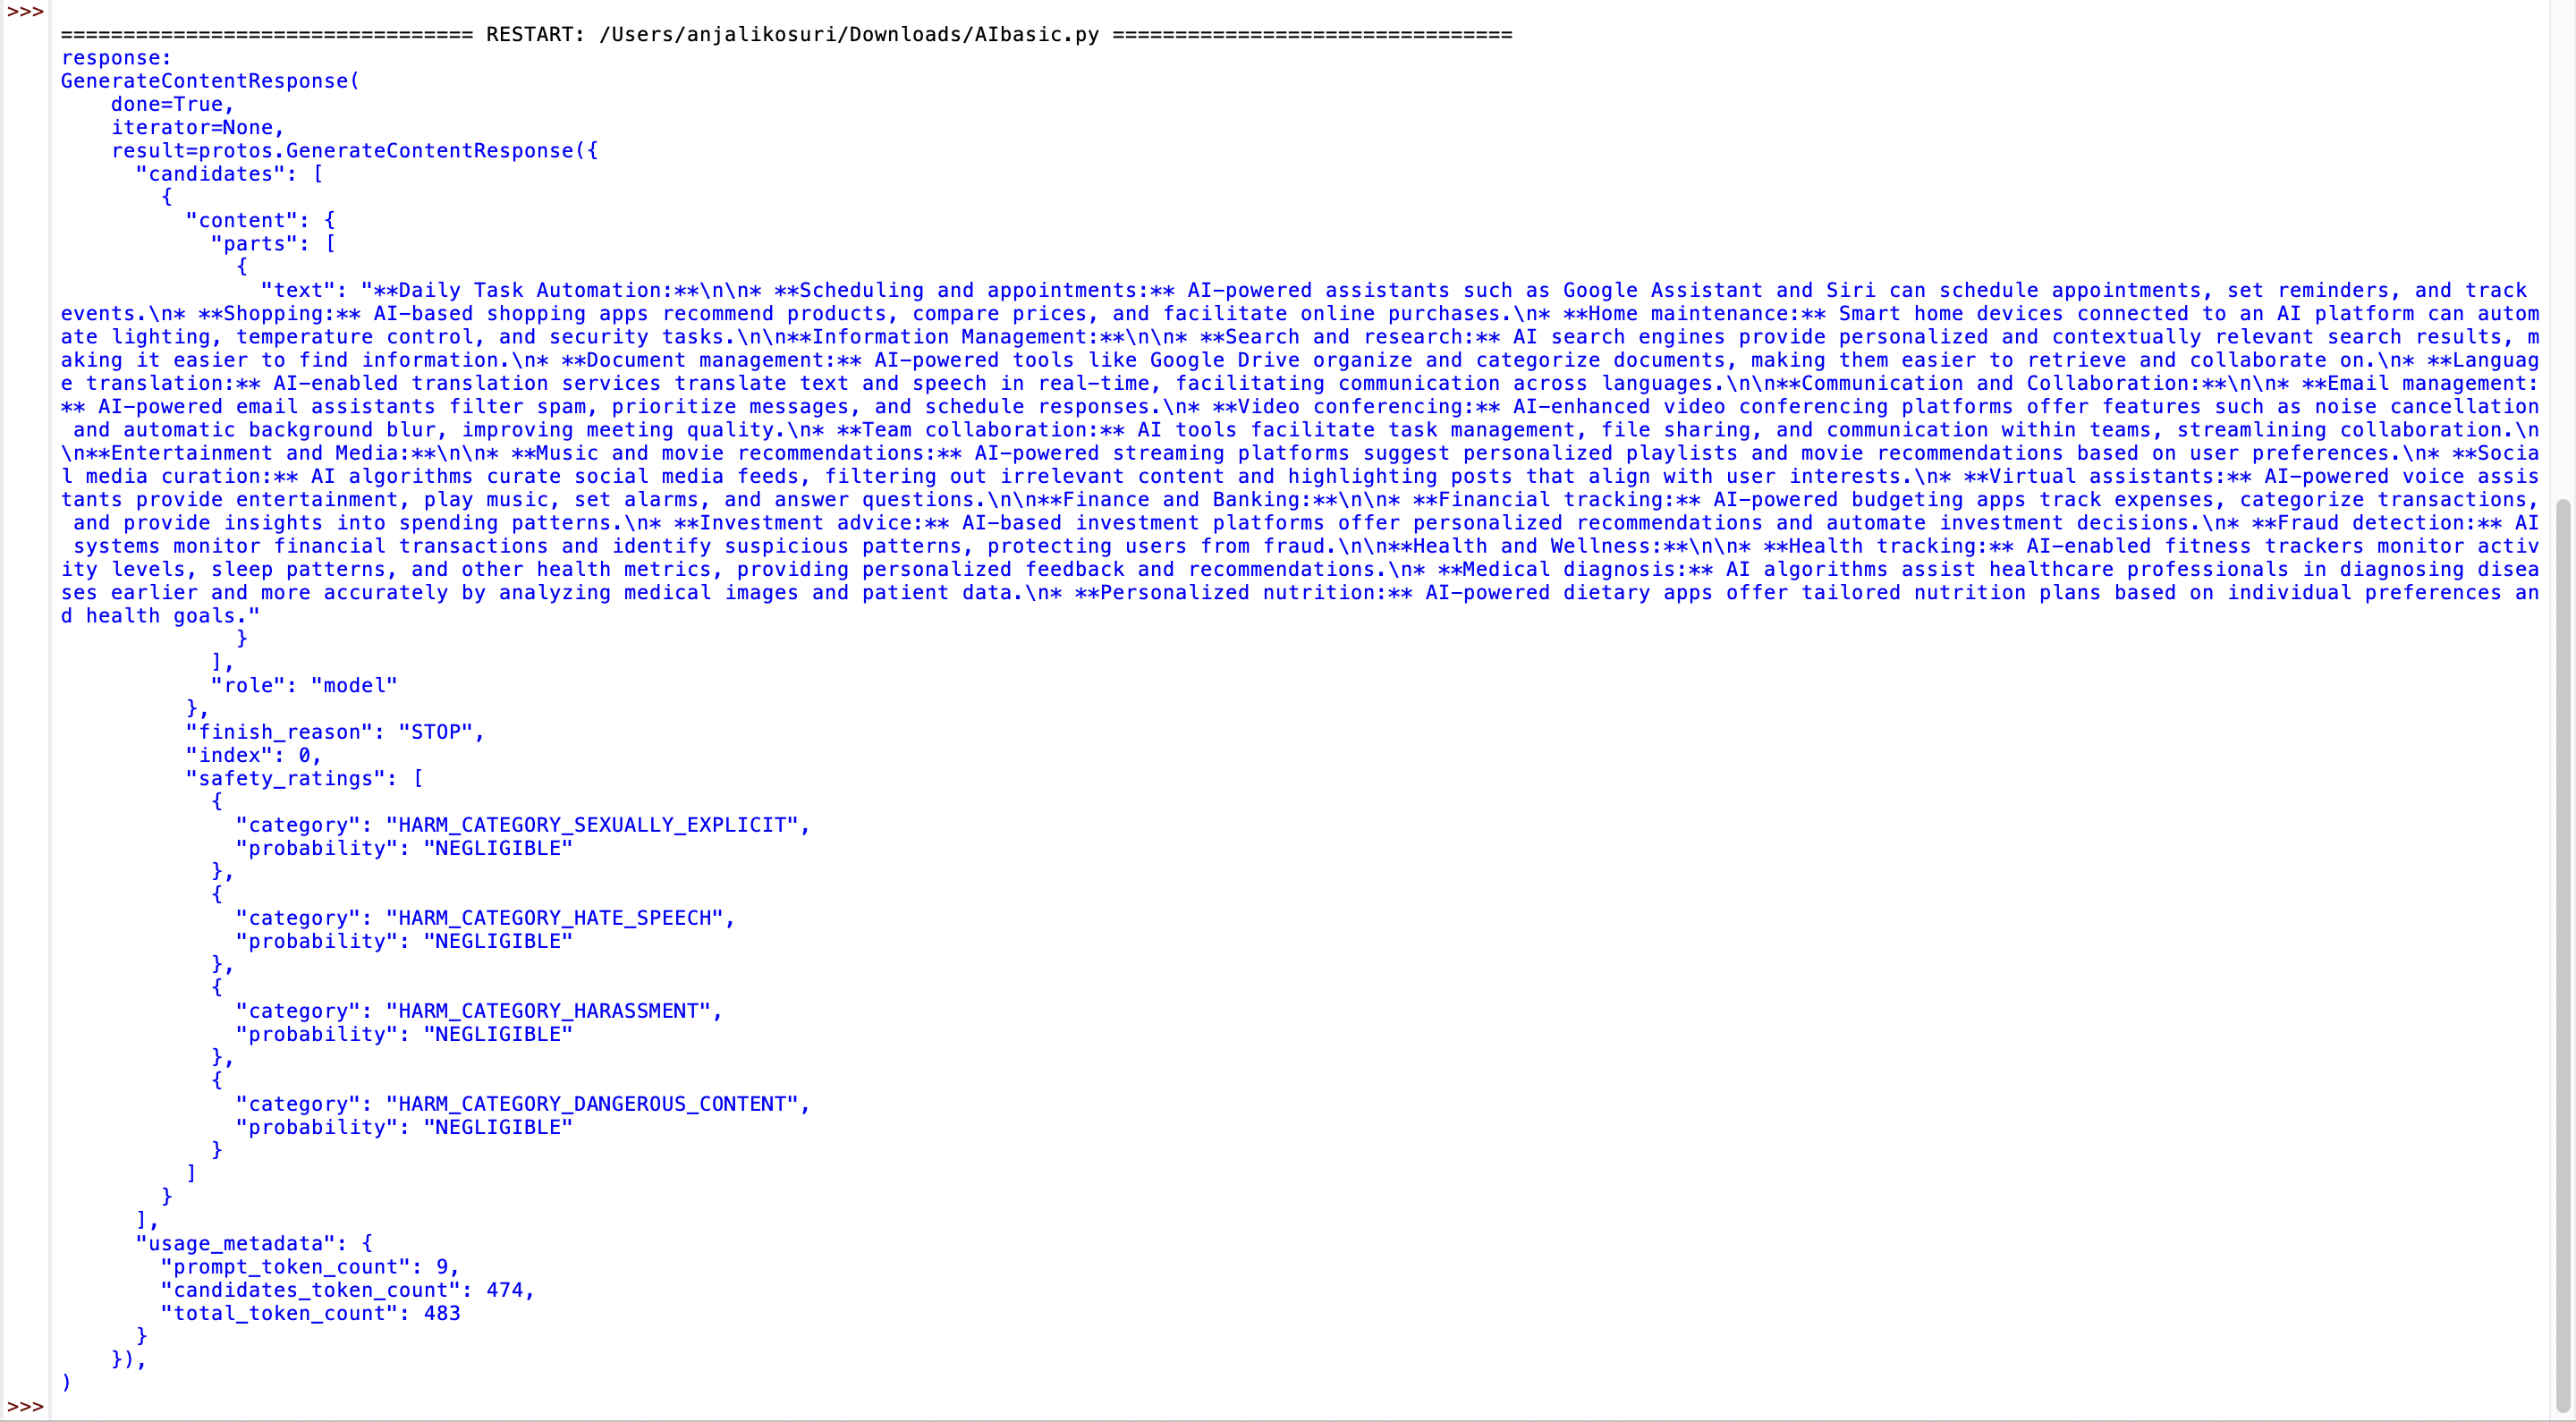 >>>
================================= RESTART: /Users/anjalikosuri/Downloads/AIbasic.py ================================
response:
GenerateContentResponse(
    done=True,
    iterator=None,
    result=protos.GenerateContentResponse({
      "candidates": [
        {
          "content": {
            "parts": [
              {
                "text": "**Daily Task Automation:**\n\n* **Scheduling and appointments:** AI-powered assistants such as Google Assistant and Siri can schedule appointments, set reminders, and track
events.\n* **Shopping:** AI-based shopping apps recommend products, compare prices, and facilitate online purchases.\n* **Home maintenance:** Smart home devices connected to an AI platform can autom
ate lighting, temperature control, and security tasks.\n\n**Information Management:**\n\n* **Search and research:** AI search engines provide personalized and contextually relevant search results, m
aking it easier to find information.\n* **Document management:** AI-powered tools like Google Drive organize and categorize documents, making them easier to retrieve and collaborate on.\n* **Languag
e translation:** AI-enabled translation services translate text and speech in real-time, facilitating communication across languages.\n\n**Communication and Collaboration:**\n\n* **Email management:
** AI-powered email assistants filter spam, prioritize messages, and schedule responses.\n* **Video conferencing:** AI-enhanced video conferencing platforms offer features such as noise cancellation
 and automatic background blur, improving meeting quality.\n* **Team collaboration:** AI tools facilitate task management, file sharing, and communication within teams, streamlining collaboration.\n
\n**Entertainment and Media:**\n\n* **Music and movie recommendations:** AI-powered streaming platforms suggest personalized playlists and movie recommendations based on user preferences.\n* **Socia
l media curation:** AI algorithms curate social media feeds, filtering out irrelevant content and highlighting posts that align with user interests.\n* **Virtual assistants:** AI-powered voice assis
tants provide entertainment, play music, set alarms, and answer questions.\n\n**Finance and Banking:**\n\n* **Financial tracking:** AI-powered budgeting apps track expenses, categorize transactions,
 and provide insights into spending patterns.\n* **Investment advice:** AI-based investment platforms offer personalized recommendations and automate investment decisions.\n* **Fraud detection:** AI
 systems monitor financial transactions and identify suspicious patterns, protecting users from fraud.\n\n**Health and Wellness:**\n\n* **Health tracking:** AI-enabled fitness trackers monitor activ
ity levels, sleep patterns, and other health metrics, providing personalized feedback and recommendations.\n* **Medical diagnosis:** AI algorithms assist healthcare professionals in diagnosing disea
ses earlier and more accurately by analyzing medical images and patient data.\n* **Personalized nutrition:** AI-powered dietary apps offer tailored nutrition plans based on individual preferences an
d health goals."
              }
            ],
            "role": "model"
          },
          "finish_reason": "STOP",
          "index": 0,
          "safety_ratings": [
            {
              "category": "HARM_CATEGORY_SEXUALLY_EXPLICIT",
              "probability": "NEGLIGIBLE"
            },
            {
              "category": "HARM_CATEGORY_HATE_SPEECH",
              "probability": "NEGLIGIBLE"
            },
            {
              "category": "HARM_CATEGORY_HARASSMENT",
              "probability": "NEGLIGIBLE"
            },
            {
              "category": "HARM_CATEGORY_DANGEROUS_CONTENT",
              "probability": "NEGLIGIBLE"
            }
          ]
        }
      ],
      "usage_metadata": {
        "prompt_token_count": 9,
        "candidates_token_count": 474,
        "total_token_count": 483
      }
    }),
)
>>>